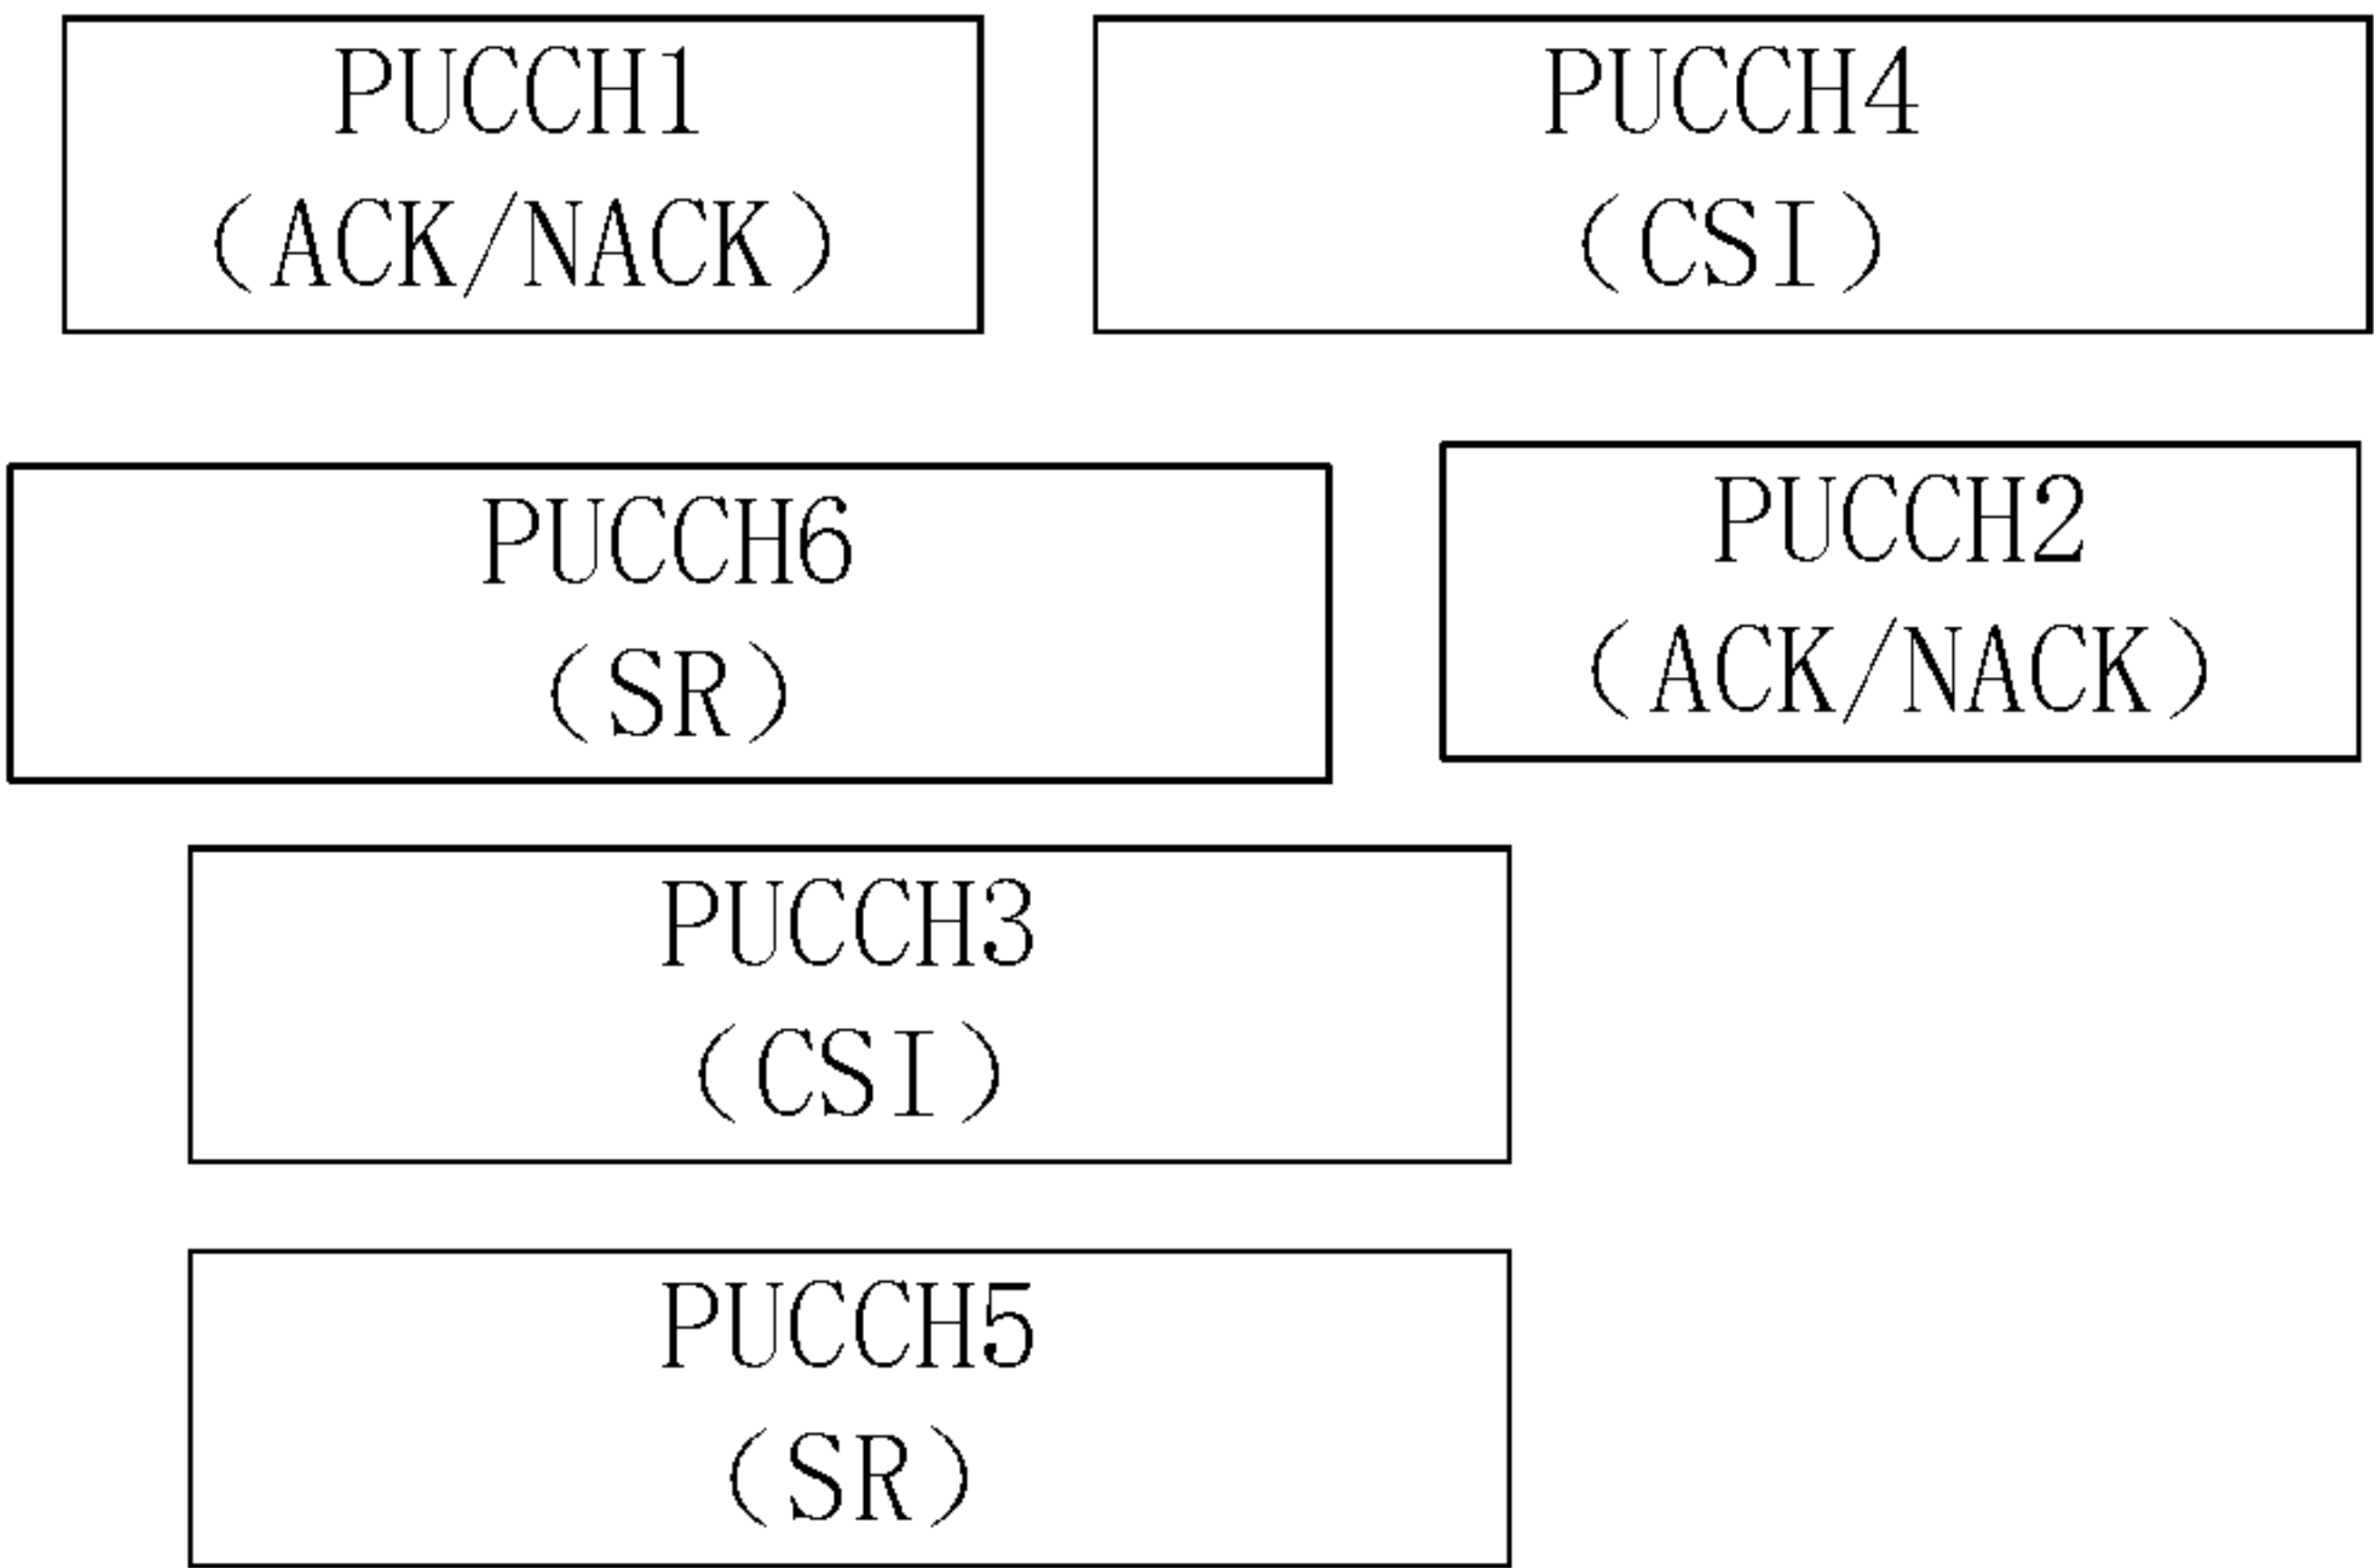 PUCCH1
(ACK/NACK)
PUCCH4
(CSI)
PUCCH6
(SR)
PUCCH2
(ACK/NACK)
PUCCH3
(CSI)
PUCCH5
(SR)